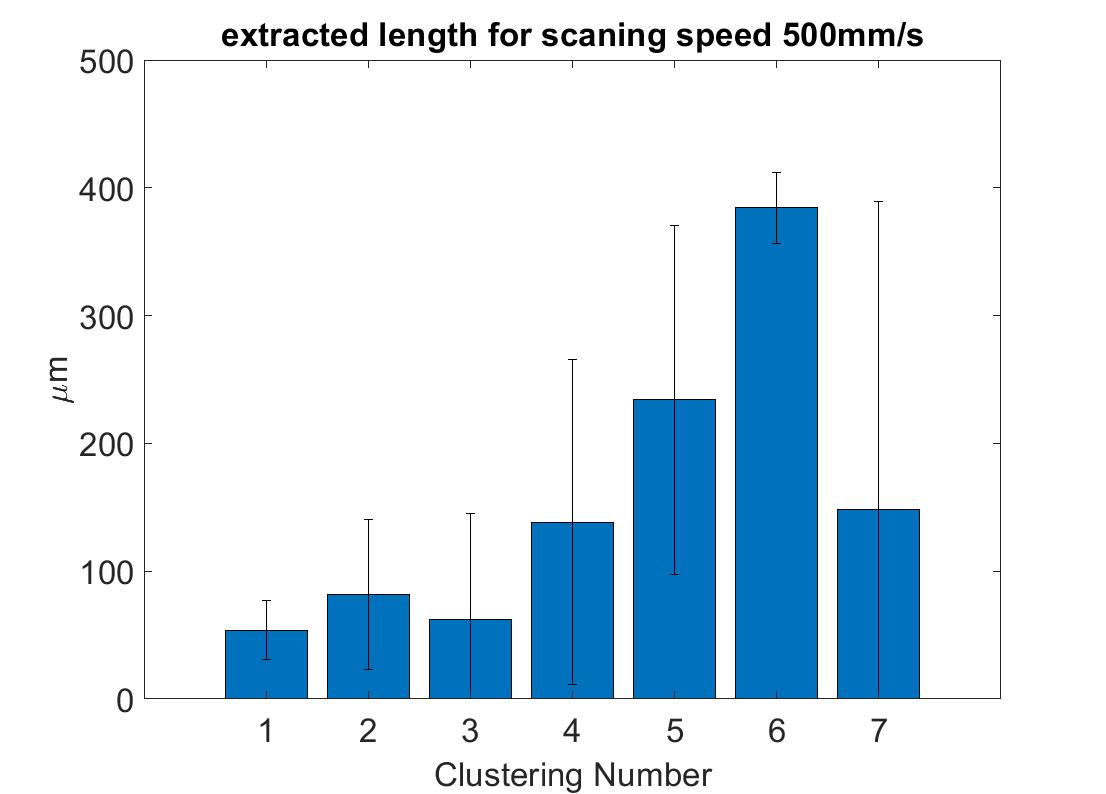 extracted length for scaning speed 500mm/s
500
400
300
200
100
0
μm
1 2 3 4 5 6 7
Clustering Number